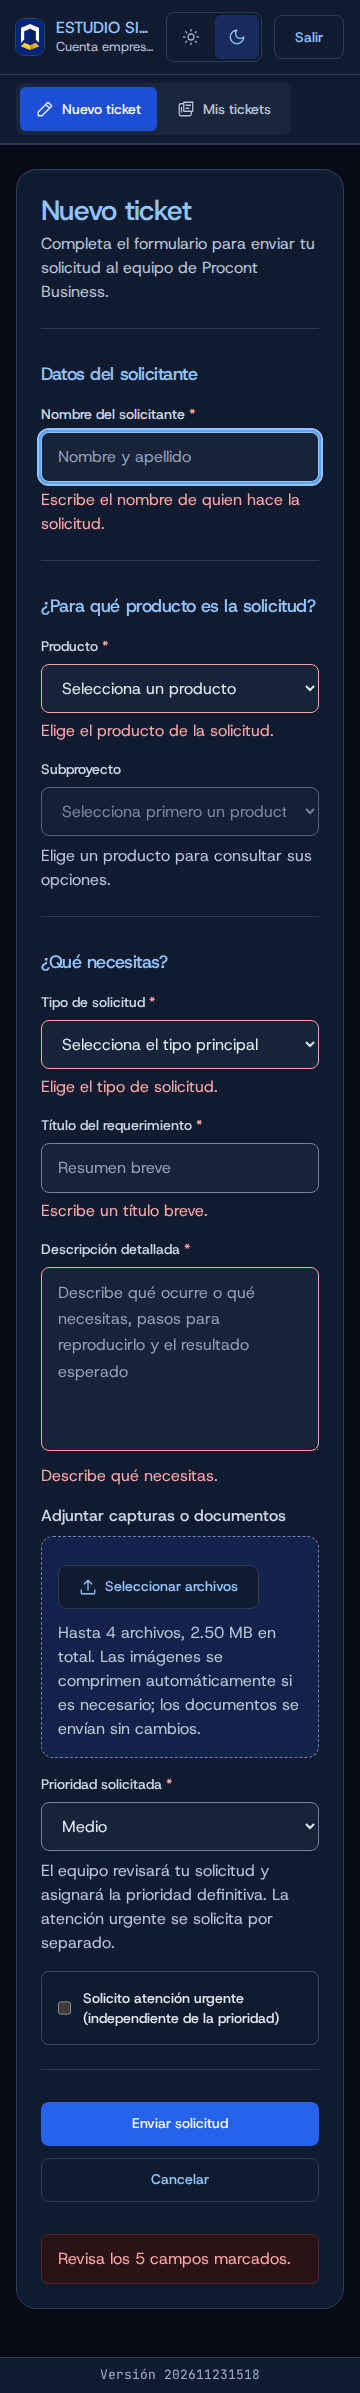 ESTUDIO SI...
Cuenta empres...
Salir
Nuevo ticket
Mis tickets
Nuevo ticket
Completa el formulario para enviar tu
solicitud al equipo de Procont
Business.
Datos del solicitante
Nombre del solicitante *
Nombre y apellido
Escribe el nombre de quien hace la
solicitud.
¿Para qué producto es la solicitud?
Producto *
Selecciona un producto
Elige el producto de la solicitud.
Subproyecto
Selecciona primero un product
Elige un producto para consultar sus
opciones.
¿Qué necesitas?
Tipo de solicitud *
Selecciona el tipo principal
Elige el tipo de solicitud.
Título del requerimiento *
Resumen breve
Escribe un título breve.
Descripción detallada *
Describe qué ocurre o qué
necesitas, pasos para
reproducirlo y el resultado
esperado
Describe qué necesitas.
Adjuntar capturas o documentos
Seleccionar archivos
Hasta 4 archivos, 2.50 MB en
total. Las imágenes se
comprimen automáticamente si
es necesario; los documentos se
envían sin cambios.
Prioridad solicitada *
Medio
El equipo revisará tu solicitud y
asignará la prioridad definitiva. La
atención urgente se solicita por
separado.
Solicito atención urgente
(independiente de la prioridad)
Enviar solicitud
Cancelar
Revisa los 5 campos marcados.
Versión 202611231518